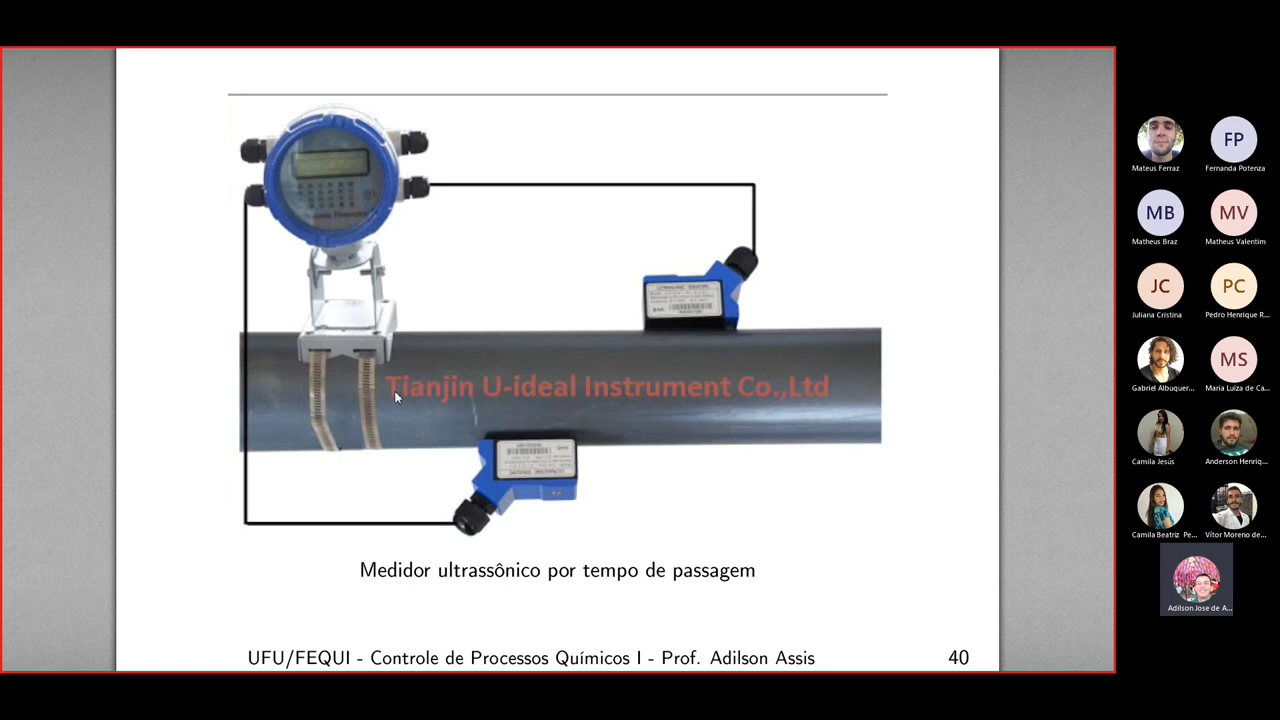 Tianjin U-ideal Instrument Co.,Ltd
Medidor ultrassônico por tempo de passagem
UFU/FEQUI - Controle de Processos Químicos I - Prof. Adilson Assis
40
Mateus Ferraz
FP
Fernanda Potenza
MB
Matheus Braz
MV
Matheus Valentim
JC
Juliana Cristina
PC
Pedro Henrique R...
Gabriel Albuquer...
MS
Maria Luiza de Ca...
Camila Jesús
Anderson Henriq...
Camila Beatriz Pe...
Vítor Moreno de...
Adilson Jose de A...